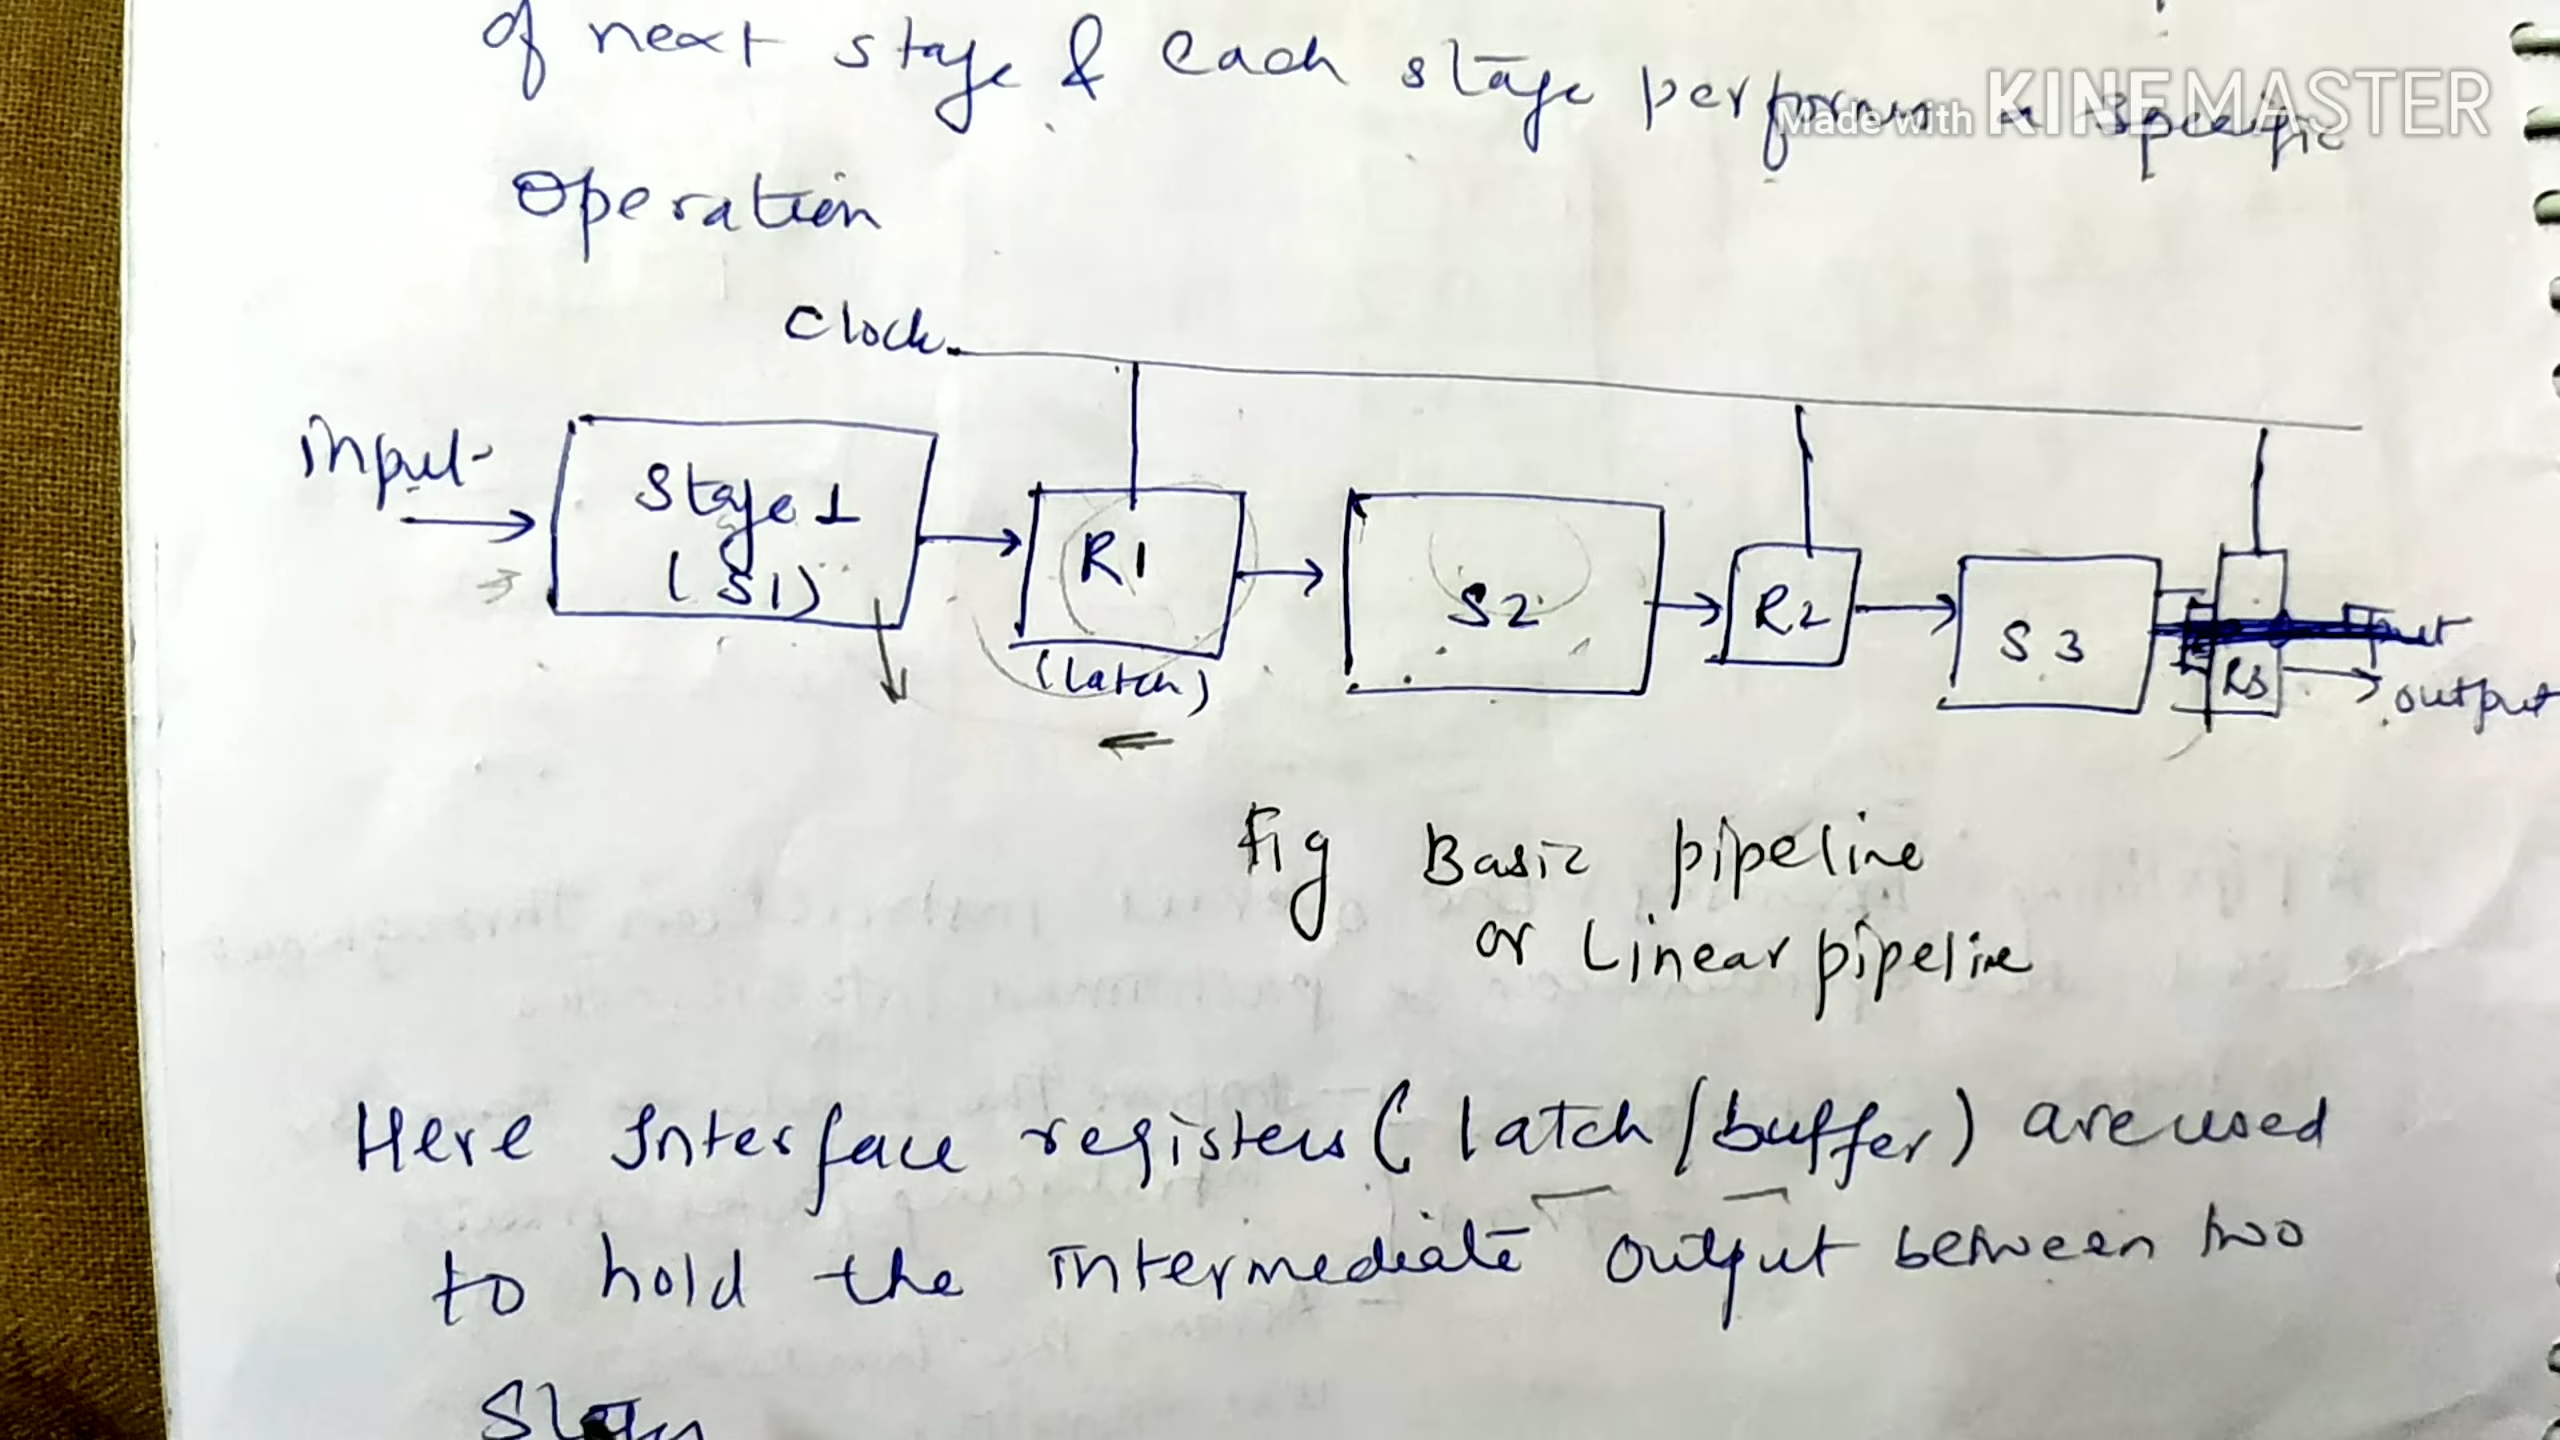 of next stage & each stage perform a specific
Made with KINEMASTER
operation
Clock
input
Stage 1
(S1)
R1
(latch)
S2
R2
S3
R3
output
Fig Basic pipeline
or Linear pipeline
Here Interface registers (latch/buffer) are used
to hold the intermediate output between two